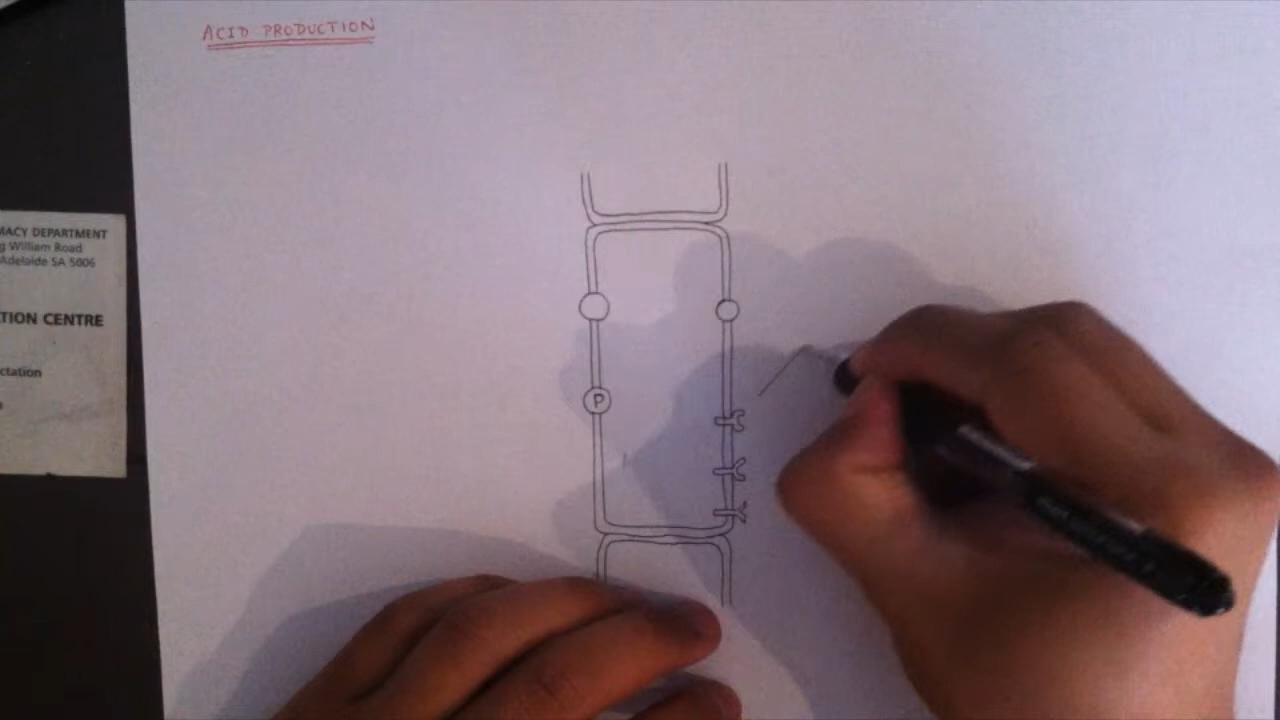 ACID PRODUCTION
MACY DEPARTMENT
g William Road
Adelaide SA 5006
TION CENTRE
ctation
P